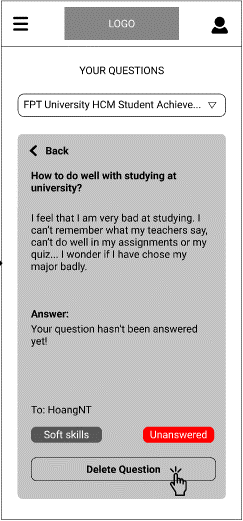 LOGO
YOUR QUESTIONS
FPT University HCM Student Achieve...
Back
How to do well with studying at
university?
I feel that I am very bad at studying. I
can't remember what my teachers say,
can't do well in my assignments or my
quiz... I wonder if I have chose my
major badly.
Answer:
Your question hasn't been answered
yet!
To: HoangNT
Soft skills
Unanswered
Delete Question